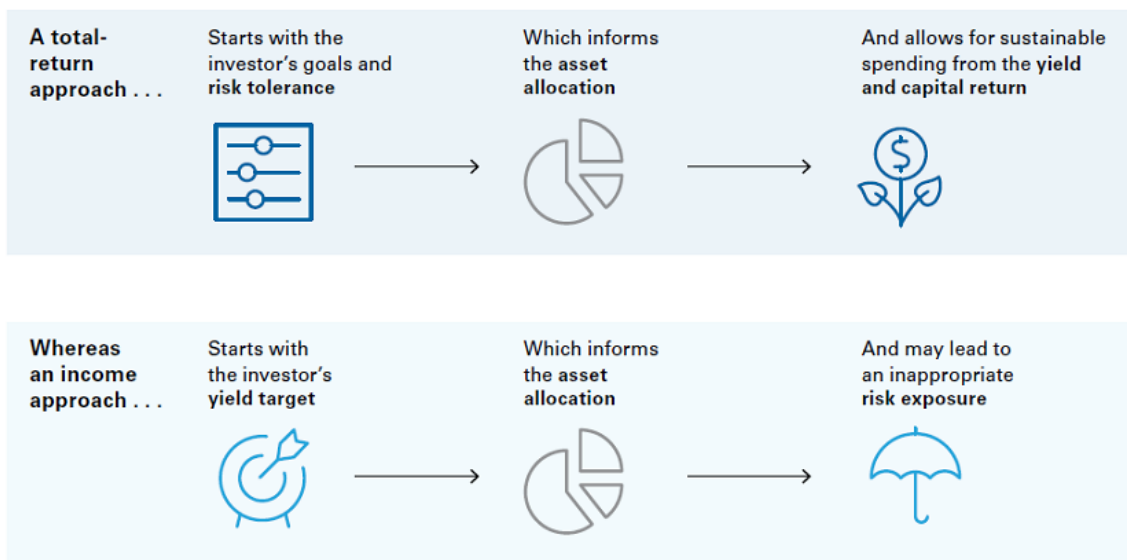 A total-
return
approach . . .
Starts with the
investor’s goals and
risk tolerance
Which informs
the asset
allocation
And allows for sustainable
spending from the yield
and capital return
$
Whereas
an income
approach . . .
Starts with
the investor’s
yield target
Which informs
the asset
allocation
And may lead to
an inappropriate
risk exposure